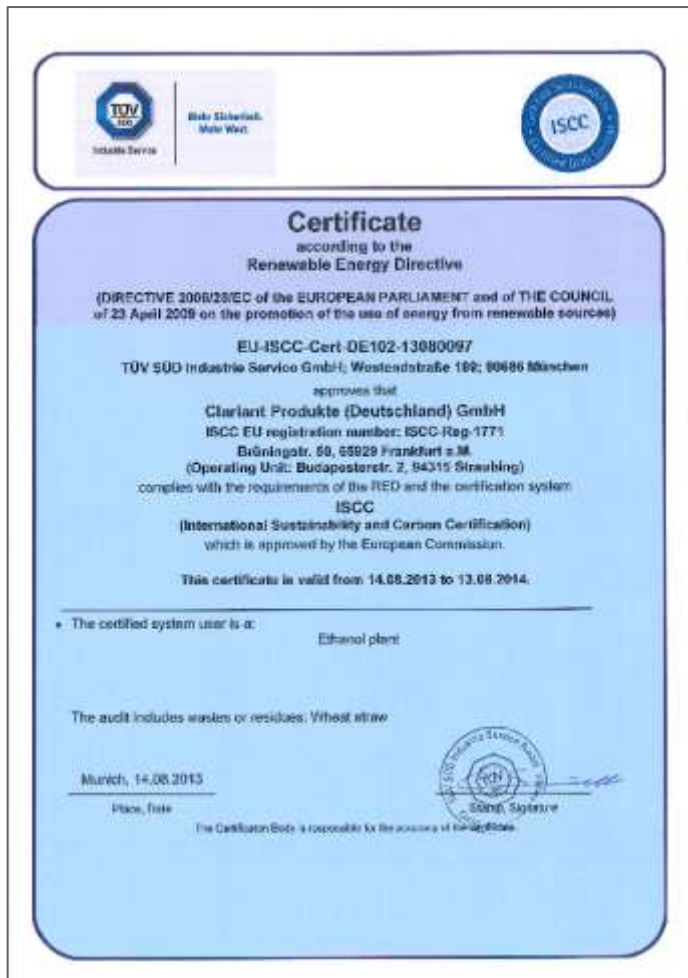 TÜV
SÜD
Industrie Service
Mehr Sicherheit.
Mehr Wert.
ISCC
Certificate
according to the
Renewable Energy Directive
(DIRECTIVE 2009/28/EC of the EUROPEAN PARLIAMENT and of THE COUNCIL
of 23 April 2009 on the promotion of the use of energy from renewable sources)
EU-ISCC-Cert-DE102-13080097
TÜV SÜD Industrie Service GmbH; Westendstraße 199; 80686 München
approves that
Clariant Produkte (Deutschland) GmbH
ISCC EU registration number: ISCC-Reg-1771
Brüningstr. 50, 65929 Frankfurt a.M.
(Operating Unit: Budapesterstr. 2, 94315 Straubing)
complies with the requirements of the RED and the certification system
ISCC
(International Sustainability and Carbon Certification)
which is approved by the European Commission.
This certificate is valid from 14.08.2013 to 13.08.2014.
• The certified system user is a:
Ethanol plant
The audit includes wastes or residues: Wheat straw
Munich, 14.08.2013
Place, Date
Stamp, Signature
The Certification Body is responsible for the accuracy of the certificate.